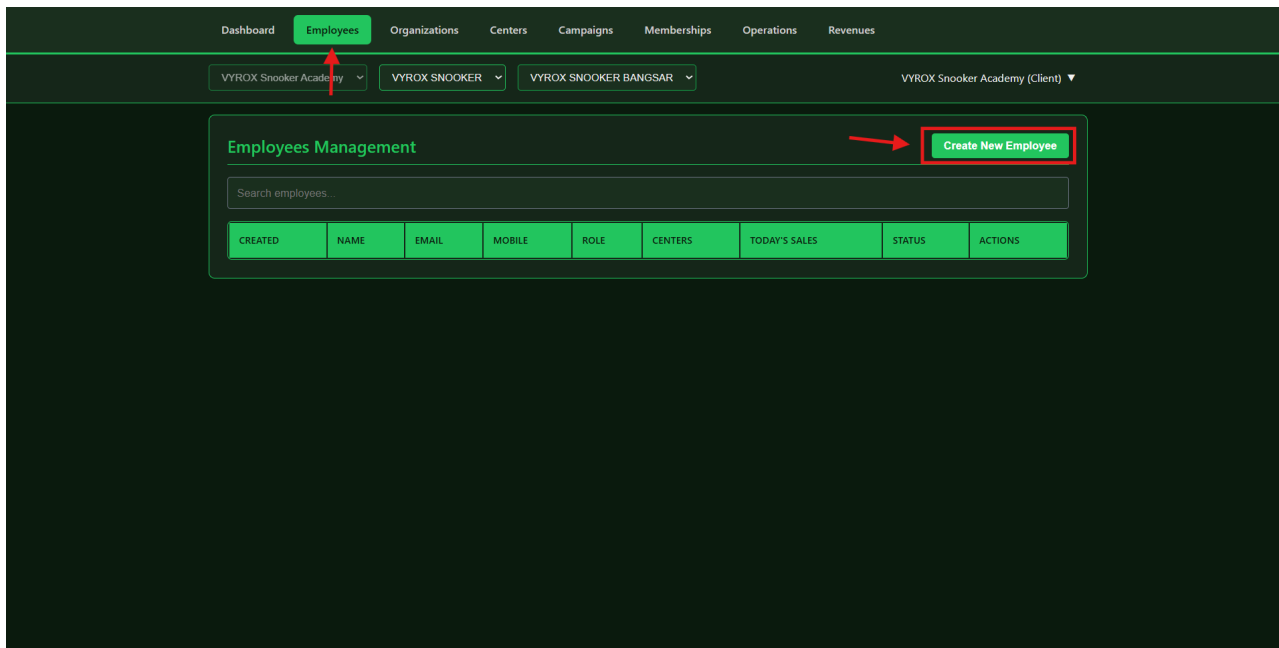 Dashboard Employees Organizations Centers Campaigns Memberships Operations Revenues
VYROX Snooker Academy VYROX SNOOKER VYROX SNOOKER BANGSAR VYROX Snooker Academy (Client) ▼
Employees Management Create New Employee
Search employees...
CREATED NAME EMAIL MOBILE ROLE CENTERS TODAY'S SALES STATUS ACTIONS